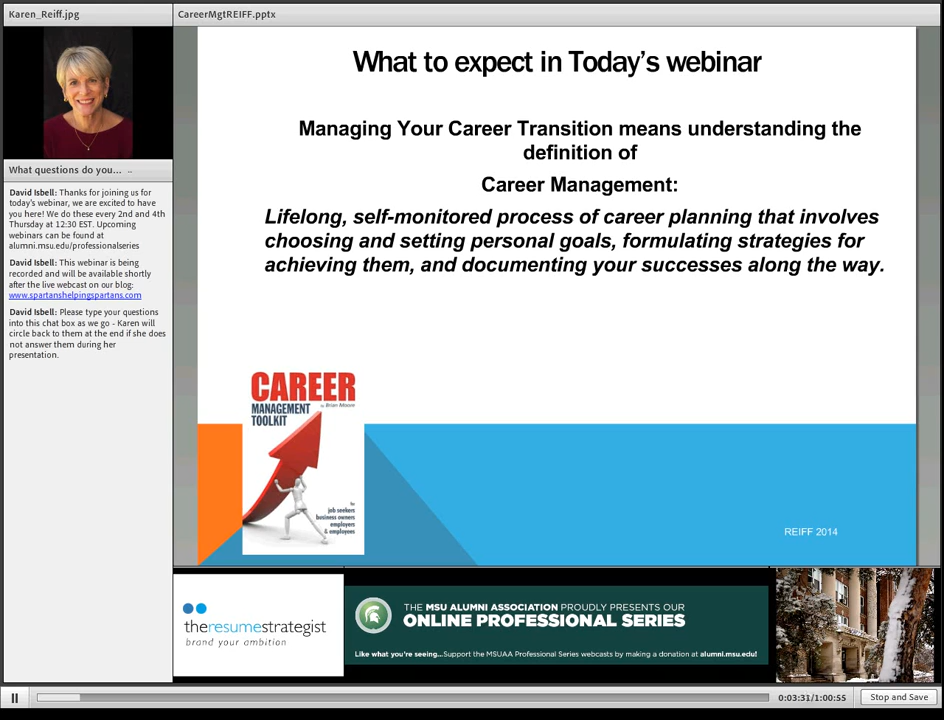 Karen_Reiff.jpg
CareerMgtREIFF.pptx
What questions do you... ..
David Isbell: Thanks for joining us for
today's webinar, we are excited to have
you here! We do these every 2nd and 4th
Thursday at 12:30 EST. Upcoming
webinars can be found at
alumni.msu.edu/professionalseries
David Isbell: This webinar is being
recorded and will be available shortly
after the live webcast on our blog:
www.spartanshelpingspartans.com
David Isbell: Please type your questions
into this chat box as we go - Karen will
circle back to them at the end if she does
not answer them during her
presentation.
What to expect in Today's webinar
Managing Your Career Transition means understanding the
definition of
Career Management:
Lifelong, self-monitored process of career planning that involves
choosing and setting personal goals, formulating strategies for
achieving them, and documenting your successes along the way.
CAREER
MANAGEMENT by Brian Moore
TOOLKIT
for
job seekers
business owners
employers
& employees
REIFF 2014
theresumestrategist
brand your ambition
THE MSU ALUMNI ASSOCIATION PROUDLY PRESENTS OUR
ONLINE PROFESSIONAL SERIES
Like what you're seeing...Support the MSUAA Professional Series webcasts by making a donation at alumni.msu.edu!
0:03:31/1:00:55
Stop and Save